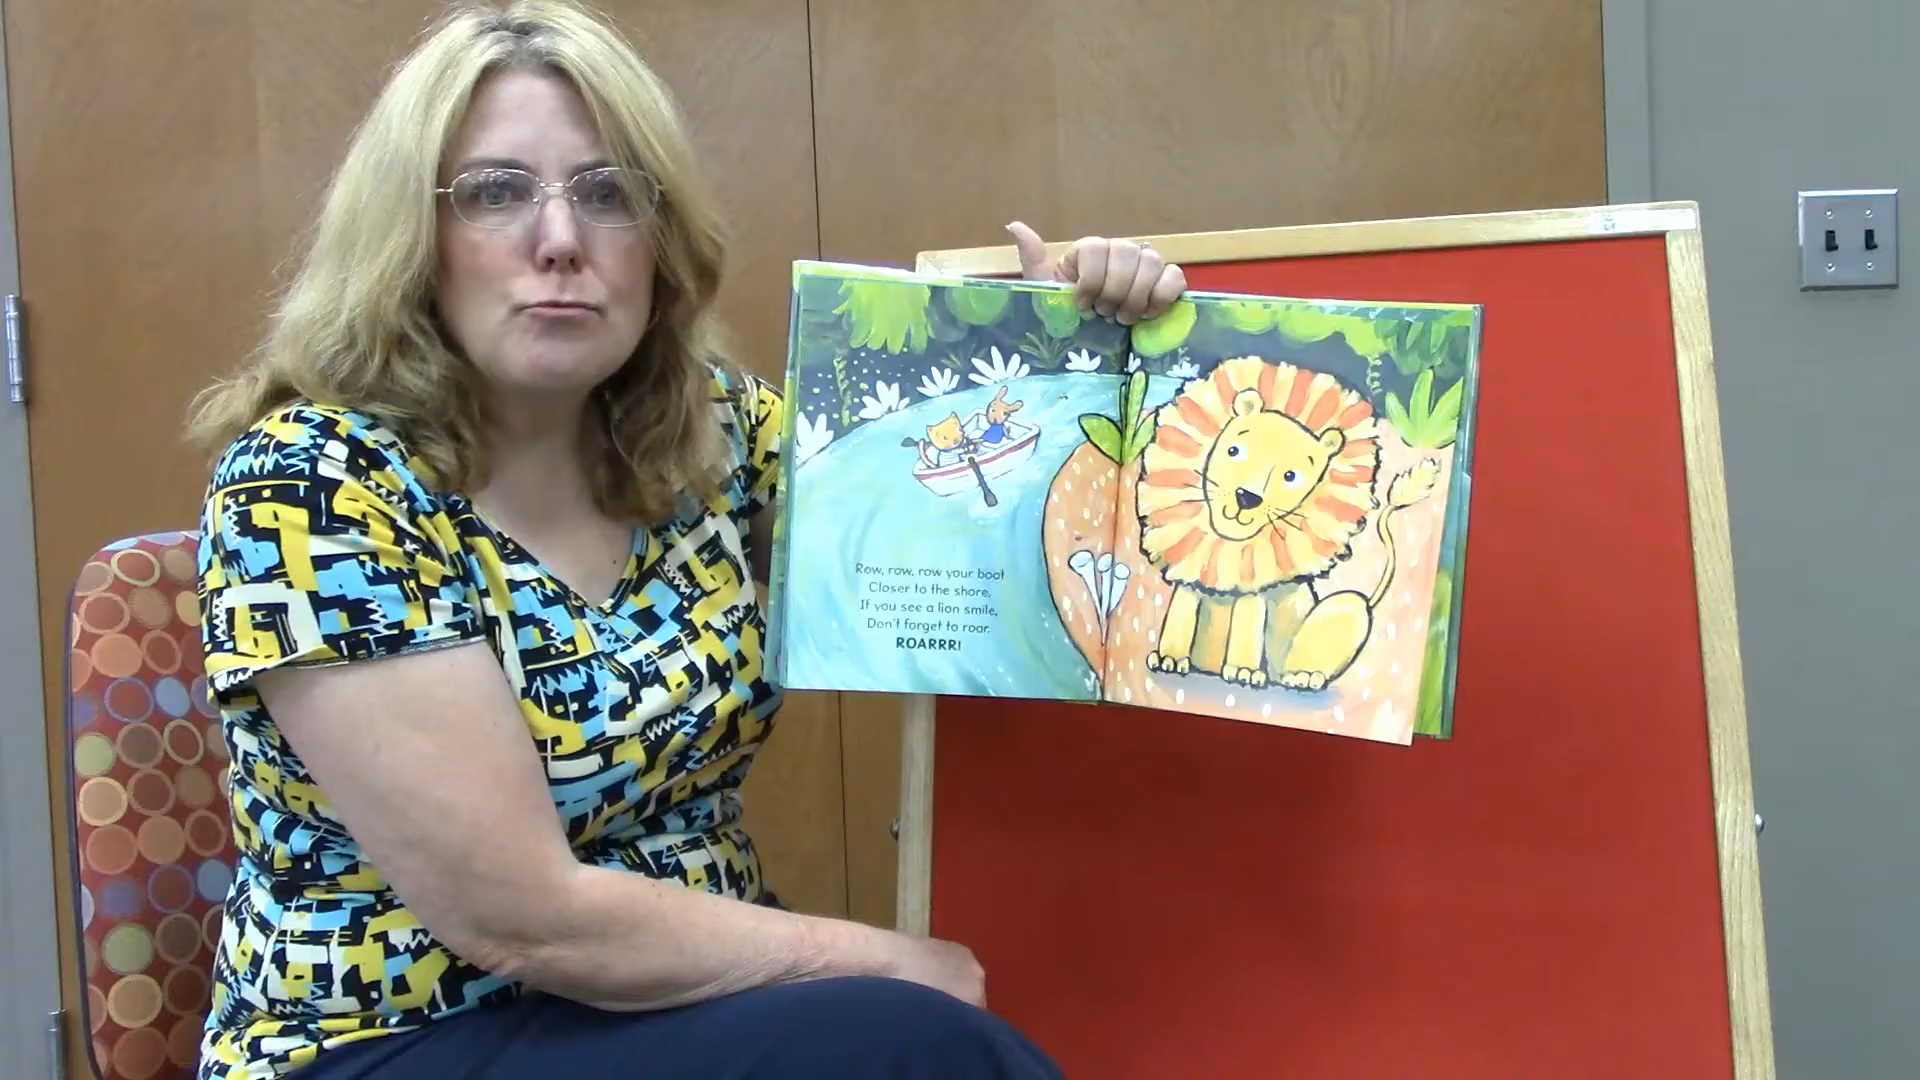 Row, row, row your boat
Closer to the shore.
If you see a lion smile,
Don't forget to roar.
ROARRR!